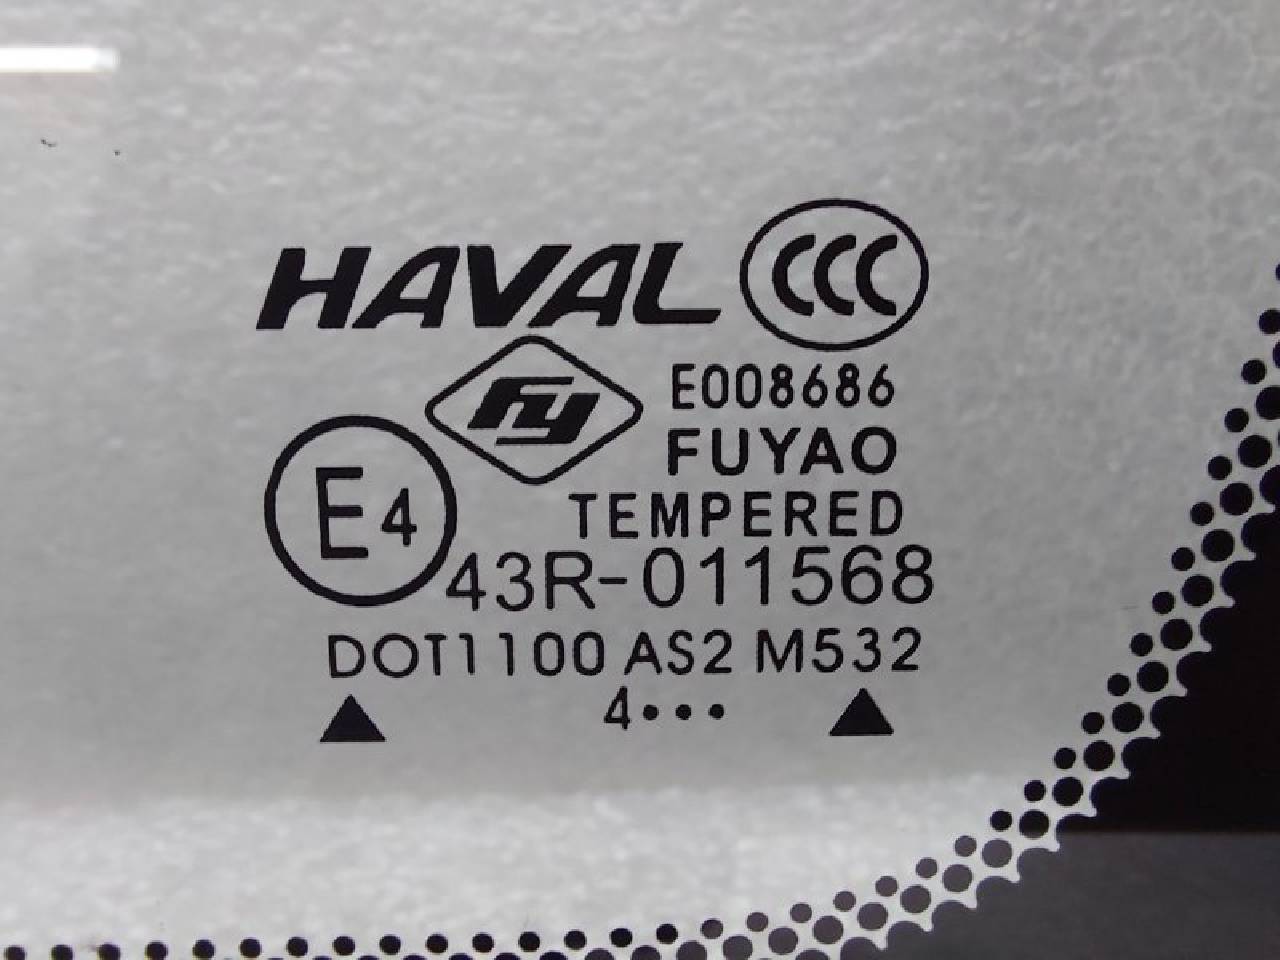 HAVAL CCC
fy E008686
FUYAO
TEMPERED
E4 43R-011568
DOT1100 AS2 M532
▲ 4••• ▲